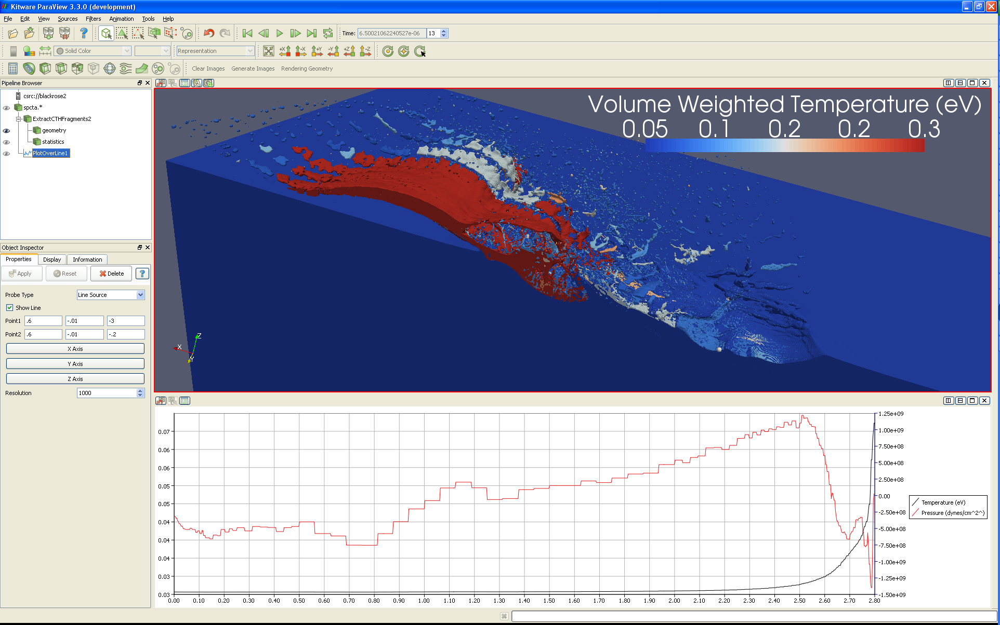 Kitware ParaView 3.3.0 (development)
File Edit View Sources Filters Animation Tools Help
Time: 6.50021062240527e-06 13
Solid Color Representation +X -X +Y -Y +Z -Z
Clear Images Generate Images Rendering Geometry
Pipeline Browser
csrc://blackrose2
spcta.*
ExtractCTHFragments2
geometry
statistics
PlotOverLine1
Object Inspector
Properties Display Information
Apply Reset Delete ?
Probe Type Line Source
Show Line
Point1 .6 -.01 -3
Point2 .6 -.01 -.2
X Axis
Y Axis
Z Axis
Resolution 1000
Volume Weighted Temperature (eV)
0.05 0.1 0.2 0.2 0.3
Z
X
Y
0.07
0.06
0.06
0.05
0.05
0.04
0.04
0.04
0.03
0.03
0.00 0.10 0.20 0.30 0.40 0.50 0.60 0.70 0.80 0.90 1.00 1.10 1.20 1.30 1.40 1.50 1.60 1.70 1.80 1.90 2.00 2.10 2.20 2.30 2.40 2.50 2.60 2.70 2.80
1.25e+09
1.00e+09
7.50e+08
5.00e+08
2.50e+08
0.00
-2.50e+08
-5.00e+08
-7.50e+08
-1.00e+09
-1.25e+09
-1.50e+09
Temperature (eV)
Pressure (dynes/cm^2^)